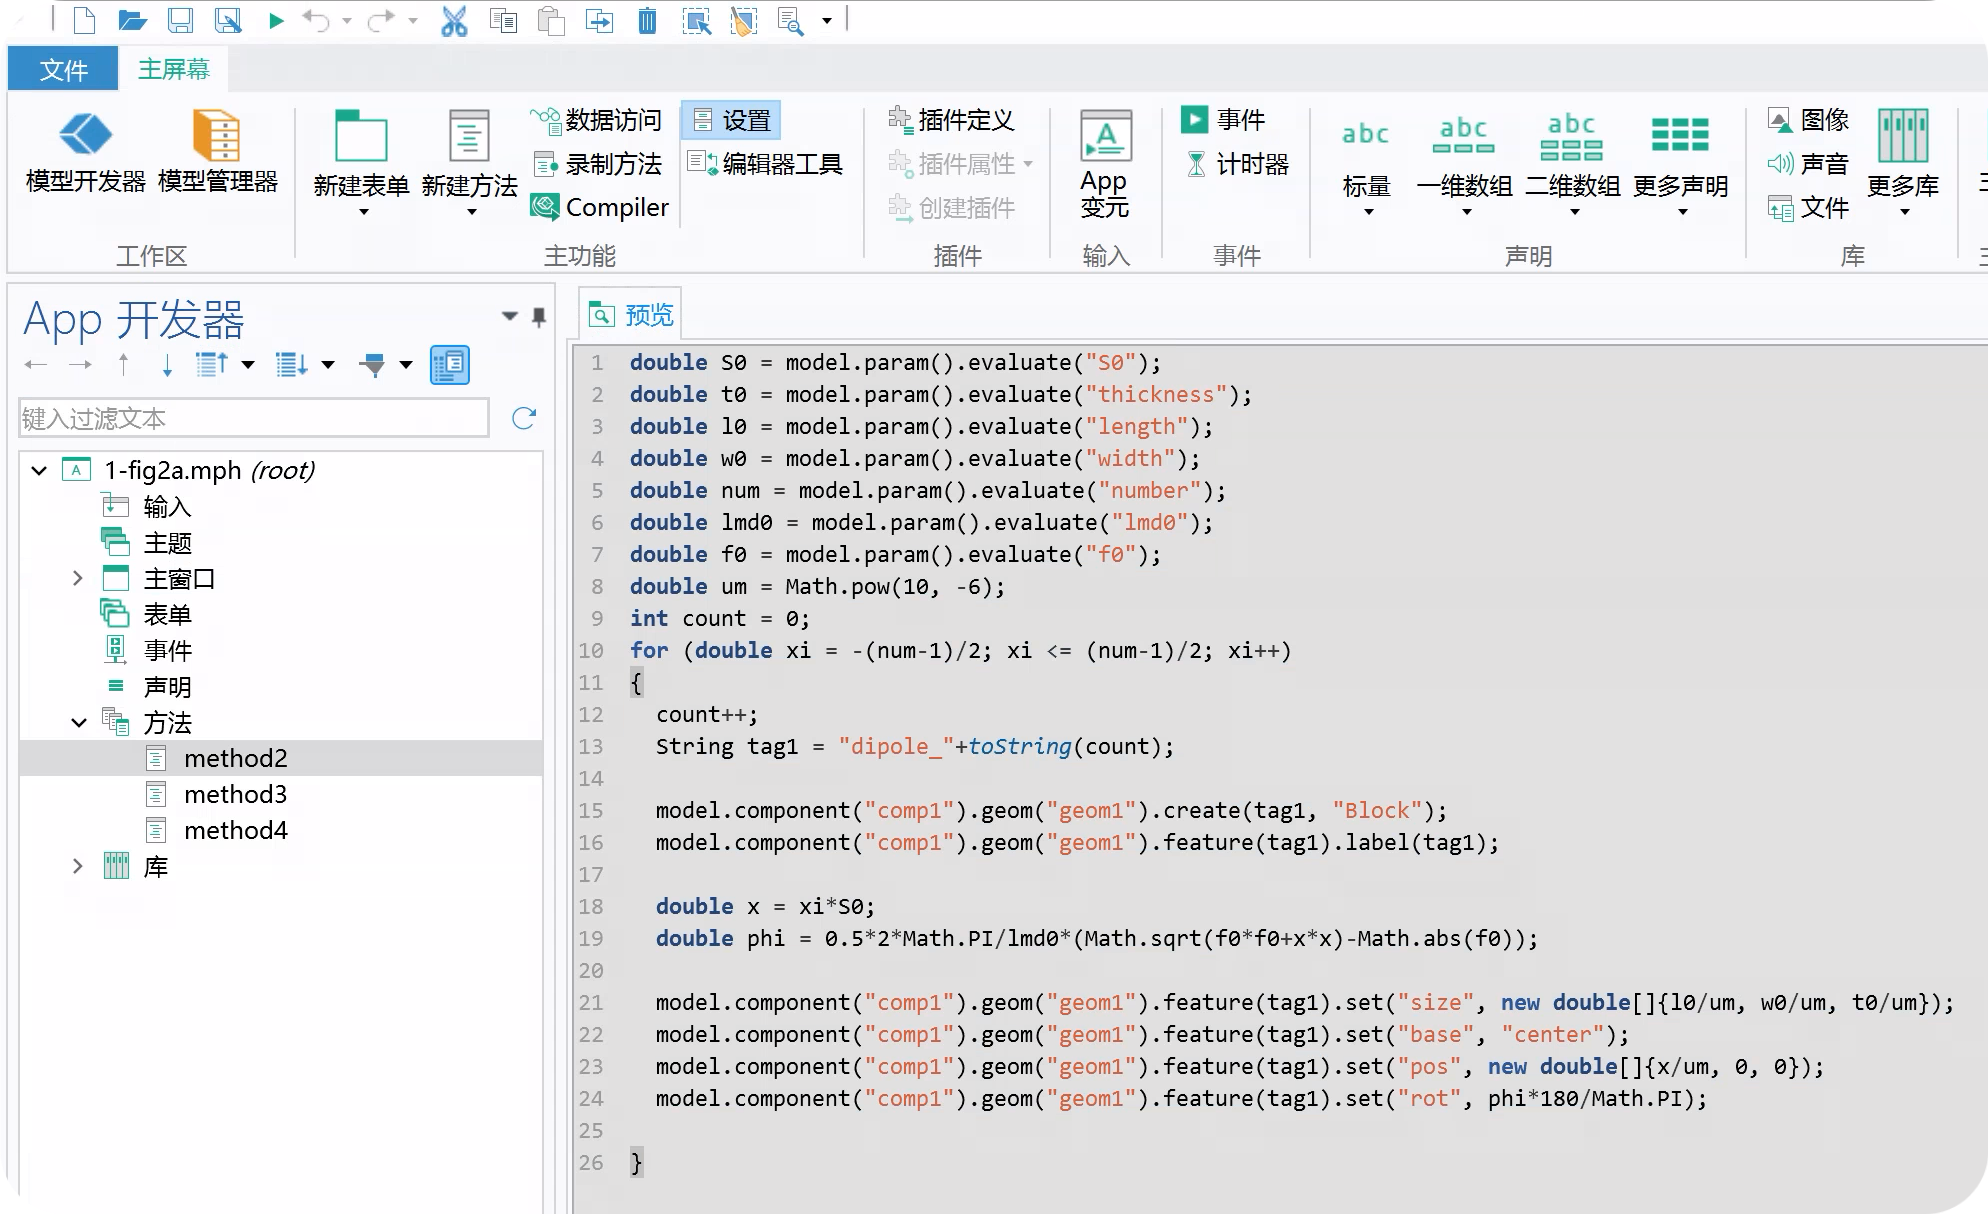 文件
主屏幕
模型开发器
模型管理器
工作区
新建表单
新建方法
数据访问
录制方法
Compiler
设置
编辑器工具
主功能
插件定义
插件属性
创建插件
插件
App
变元
输入
事件
计时器
事件
abc
标量
abc
一维数组
abc
二维数组
更多声明
声明
图像
声音
文件
更多库
库
App 开发器
键入过滤文本
1-fig2a.mph (root)
输入
主题
主窗口
表单
事件
声明
方法
method2
method3
method4
库
预览
1 double S0 = model.param().evaluate("S0");
2 double t0 = model.param().evaluate("thickness");
3 double l0 = model.param().evaluate("length");
4 double w0 = model.param().evaluate("width");
5 double num = model.param().evaluate("number");
6 double lmd0 = model.param().evaluate("lmd0");
7 double f0 = model.param().evaluate("f0");
8 double um = Math.pow(10, -6);
9 int count = 0;
10 for (double xi = -(num-1)/2; xi <= (num-1)/2; xi++)
11 {
12 count++;
13 String tag1 = "dipole_"+toString(count);
14
15 model.component("comp1").geom("geom1").create(tag1, "Block");
16 model.component("comp1").geom("geom1").feature(tag1).label(tag1);
17
18 double x = xi*S0;
19 double phi = 0.5*2*Math.PI/lmd0*(Math.sqrt(f0*f0+x*x)-Math.abs(f0));
20
21 model.component("comp1").geom("geom1").feature(tag1).set("size", new double[]{l0/um, w0/um, t0/um});
22 model.component("comp1").geom("geom1").feature(tag1).set("base", "center");
23 model.component("comp1").geom("geom1").feature(tag1).set("pos", new double[]{x/um, 0, 0});
24 model.component("comp1").geom("geom1").feature(tag1).set("rot", phi*180/Math.PI);
25
26 }